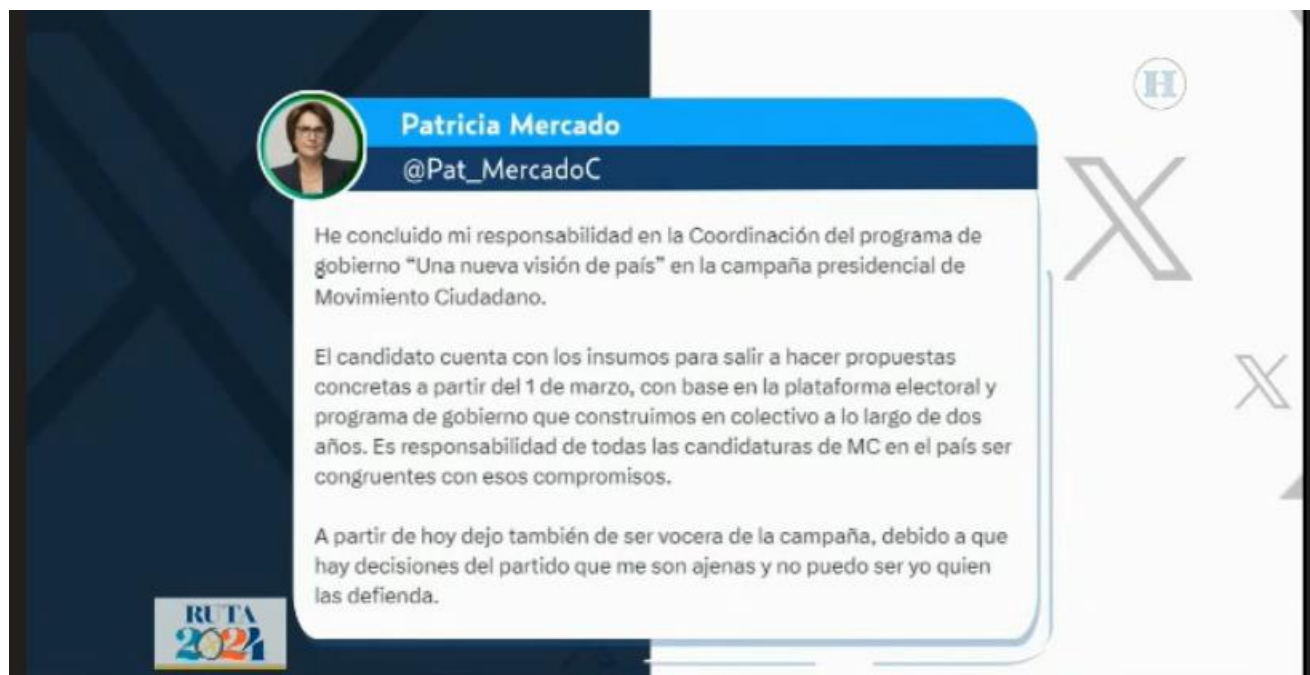 H
Patricia Mercado
@Pat_MercadoC
He concluido mi responsabilidad en la Coordinación del programa de
gobierno “Una nueva visión de país” en la campaña presidencial de
Movimiento Ciudadano.
El candidato cuenta con los insumos para salir a hacer propuestas
concretas a partir del 1 de marzo, con base en la plataforma electoral y
programa de gobierno que construimos en colectivo a lo largo de dos
años. Es responsabilidad de todas las candidaturas de MC en el país ser
congruentes con esos compromisos.
A partir de hoy dejo también de ser vocera de la campaña, debido a que
hay decisiones del partido que me son ajenas y no puedo ser yo quien
las defienda.
RUTA
2024